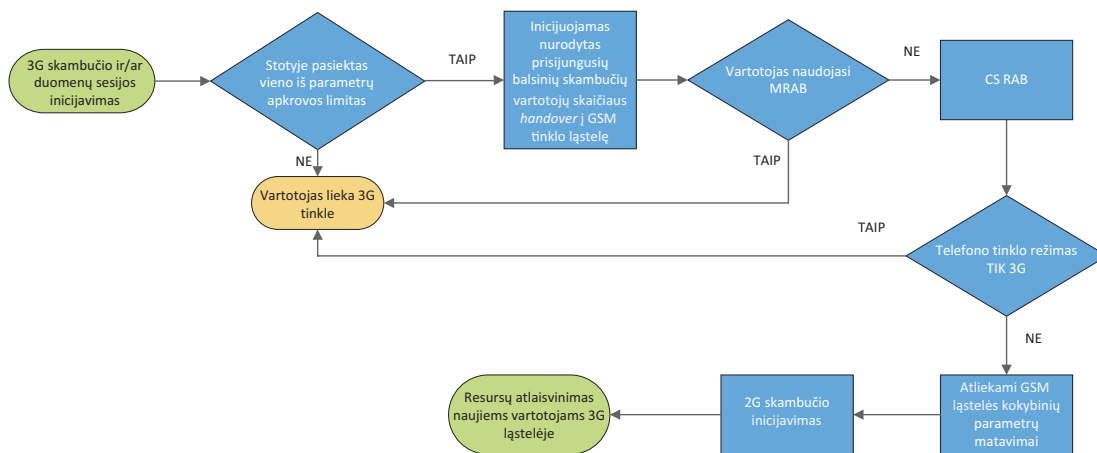 3G skambučio ir/ar
duomenų sesijos
inicijavimas
Stotyje pasiektas
vieno iš parametrų
apkrovos limitas
TAIP
Inicijuojamas
nurodytas
prisijungusių
balsinių skambučių
vartotojų skaičiaus
handover į GSM
tinklo ląstelę
Vartotojas naudojasi
MRAB
NE
CS RAB
NE
TAIP
Vartotojas lieka 3G
tinkle
TAIP
Telefono tinklo režimas
TIK 3G
NE
Atliekami GSM
ląstelės kokybinių
parametrų
matavimai
2G skambučio
inicijavimas
Resursų atlaisvinimas
naujiems vartotojams 3G
ląstelėje